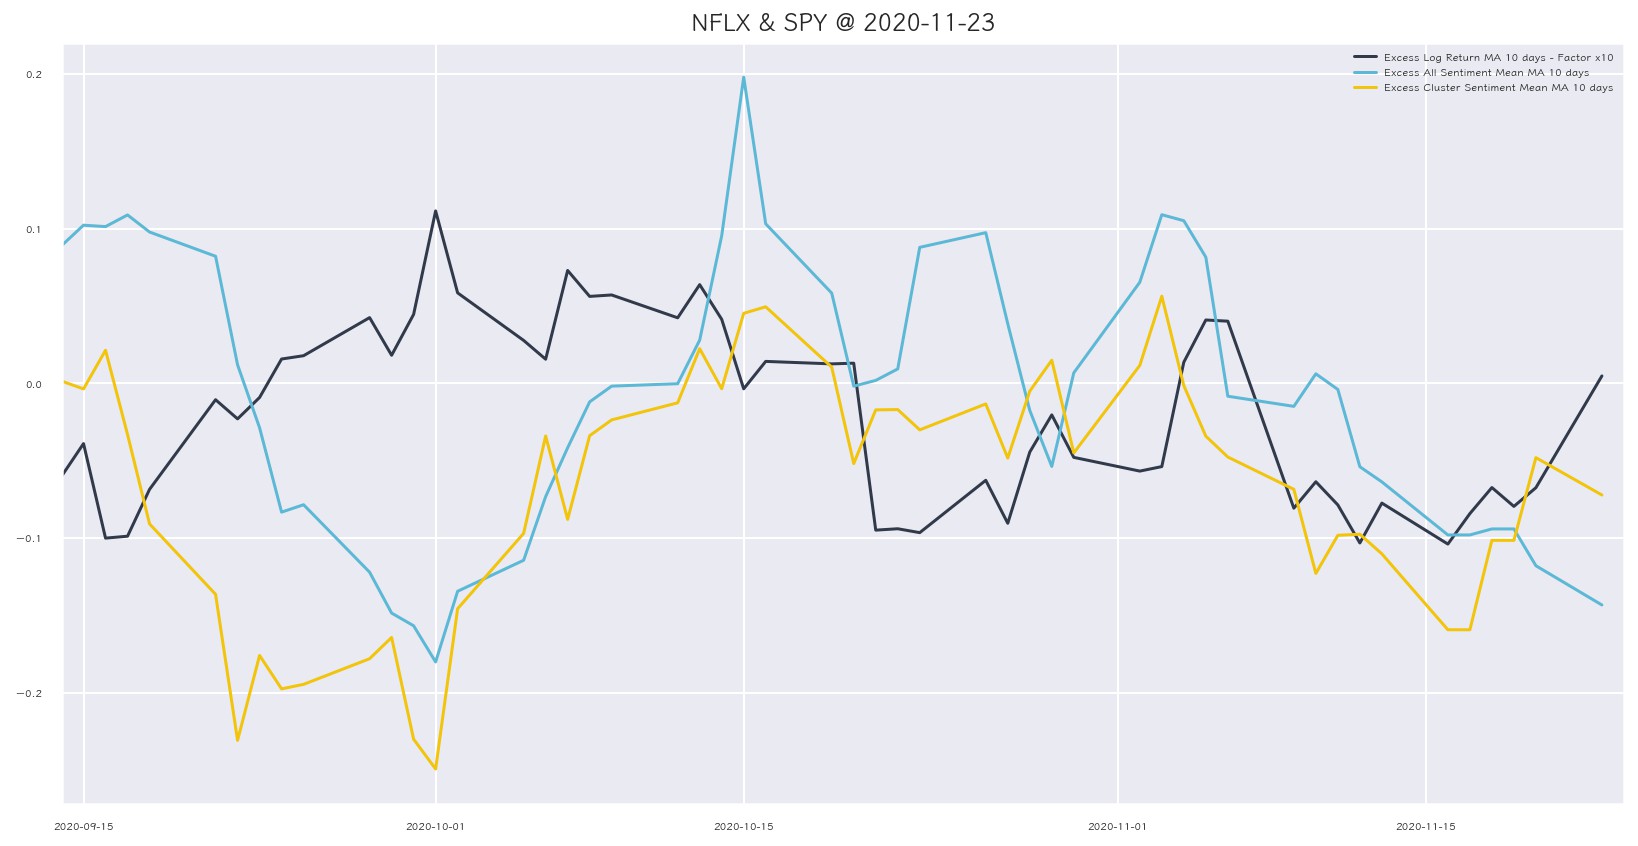 NFLX & SPY @ 2020-11-23
Excess Log Return MA 10 days - Factor x10
Excess All Sentiment Mean MA 10 days
Excess Cluster Sentiment Mean MA 10 days
0.2
0.1
0.0
−0.1
−0.2
2020-09-15 2020-10-01 2020-10-15 2020-11-01 2020-11-15